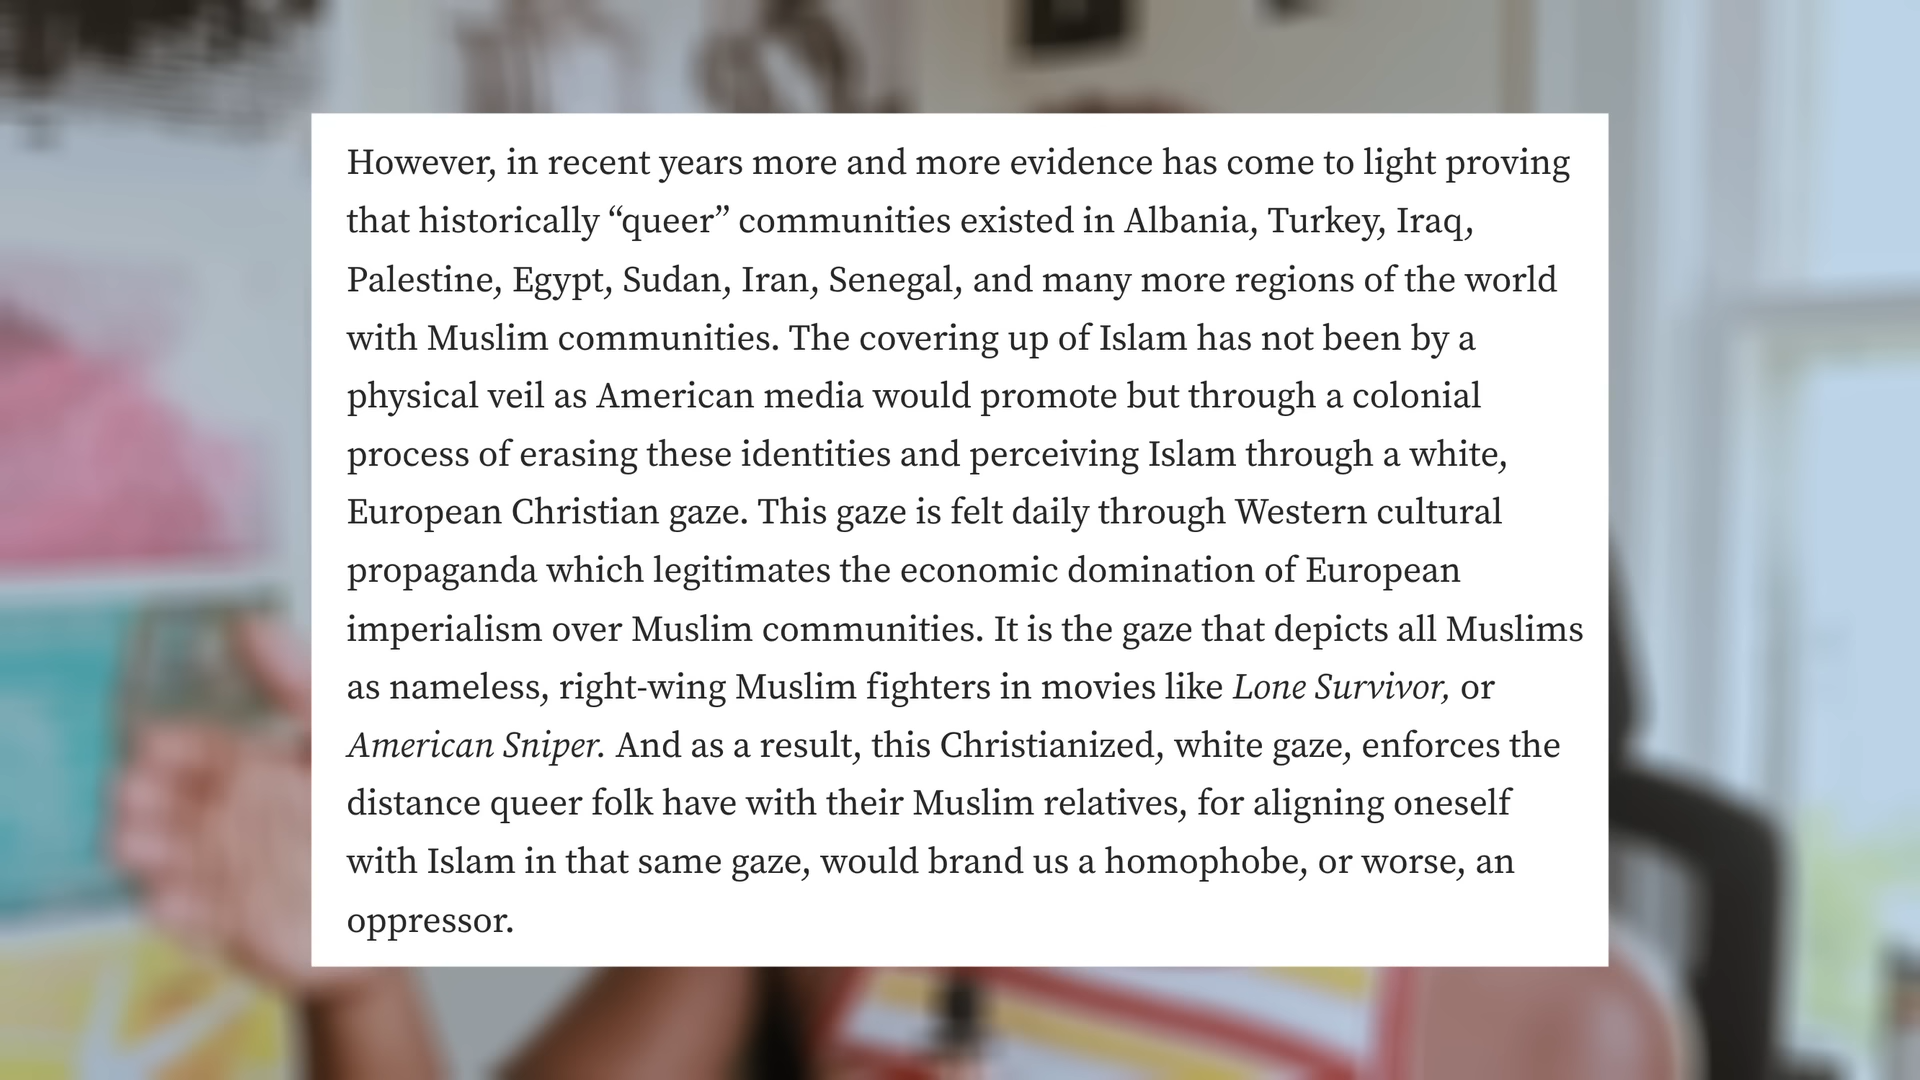 However, in recent years more and more evidence has come to light proving
that historically “queer” communities existed in Albania, Turkey, Iraq,
Palestine, Egypt, Sudan, Iran, Senegal, and many more regions of the world
with Muslim communities. The covering up of Islam has not been by a
physical veil as American media would promote but through a colonial
process of erasing these identities and perceiving Islam through a white,
European Christian gaze. This gaze is felt daily through Western cultural
propaganda which legitimates the economic domination of European
imperialism over Muslim communities. It is the gaze that depicts all Muslims
as nameless, right-wing Muslim fighters in movies like Lone Survivor, or
American Sniper. And as a result, this Christianized, white gaze, enforces the
distance queer folk have with their Muslim relatives, for aligning oneself
with Islam in that same gaze, would brand us a homophobe, or worse, an
oppressor.